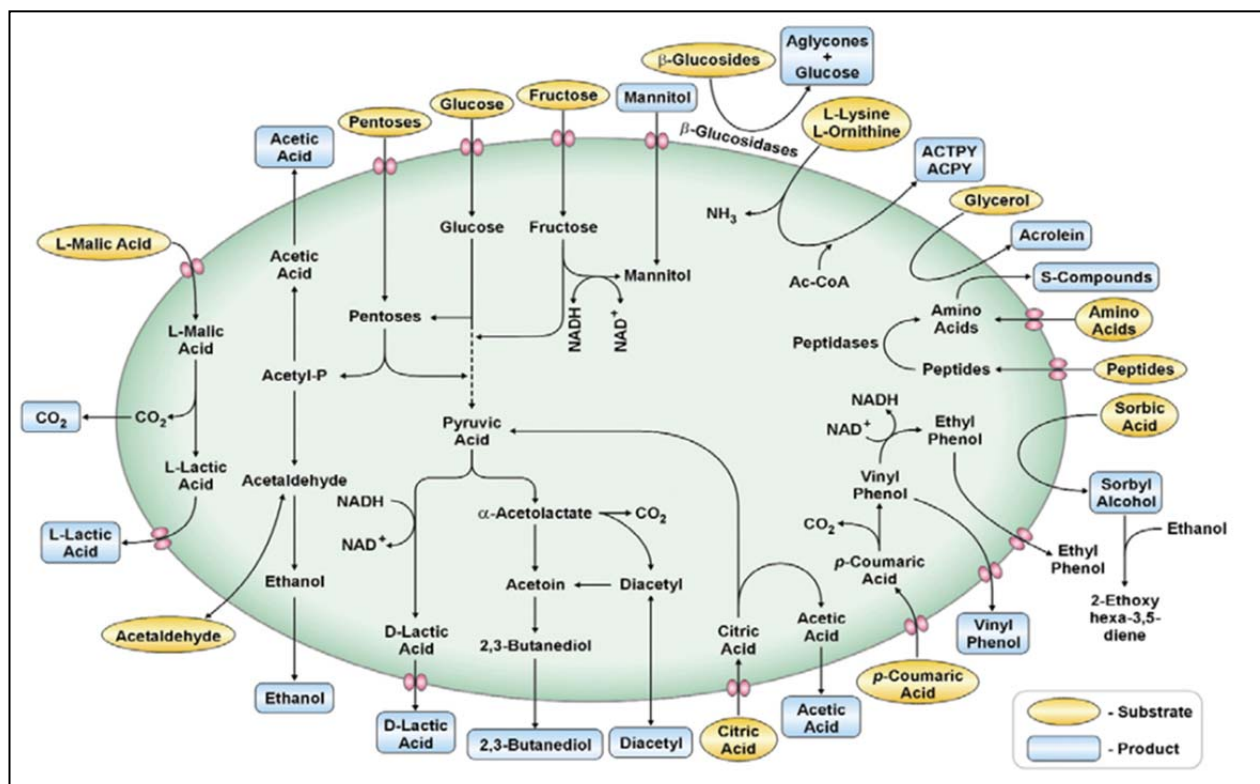 β-Glucosides
Aglycones
+
Glucose
Pentoses
Glucose
Fructose
Mannitol
L-Lysine
L-Ornithine
β-Glucosidases
Acetic
Acid
ACTPY
ACPY
NH3
Glycerol
L-Malic Acid
Glucose
Fructose
Acrolein
Acetic
Acid
Mannitol
Ac-CoA
S-Compounds
NADH
NAD+
L-Malic
Acid
Pentoses
Amino
Acids
Amino
Acids
Peptidases
Acetyl-P
Peptides
Peptides
CO2
CO2
NADH
Pyruvic
Acid
NAD+
Ethyl
Phenol
Sorbic
Acid
L-Lactic
Acid
Acetaldehyde
Vinyl
Phenol
NADH
NAD+
α-Acetolactate
CO2
CO2
Sorbyl
Alcohol
Ethanol
L-Lactic
Acid
Ethanol
Acetoin
Diacetyl
p-Coumaric
Acid
Ethyl
Phenol
2-Ethoxy
hexa-3,5-
diene
Acetaldehyde
D-Lactic
Acid
2,3-Butanediol
Citric
Acid
Acetic
Acid
Vinyl
Phenol
p-Coumaric
Acid
Ethanol
D-Lactic
Acid
2,3-Butanediol
Diacetyl
Citric
Acid
Acetic
Acid
- Substrate
- Product